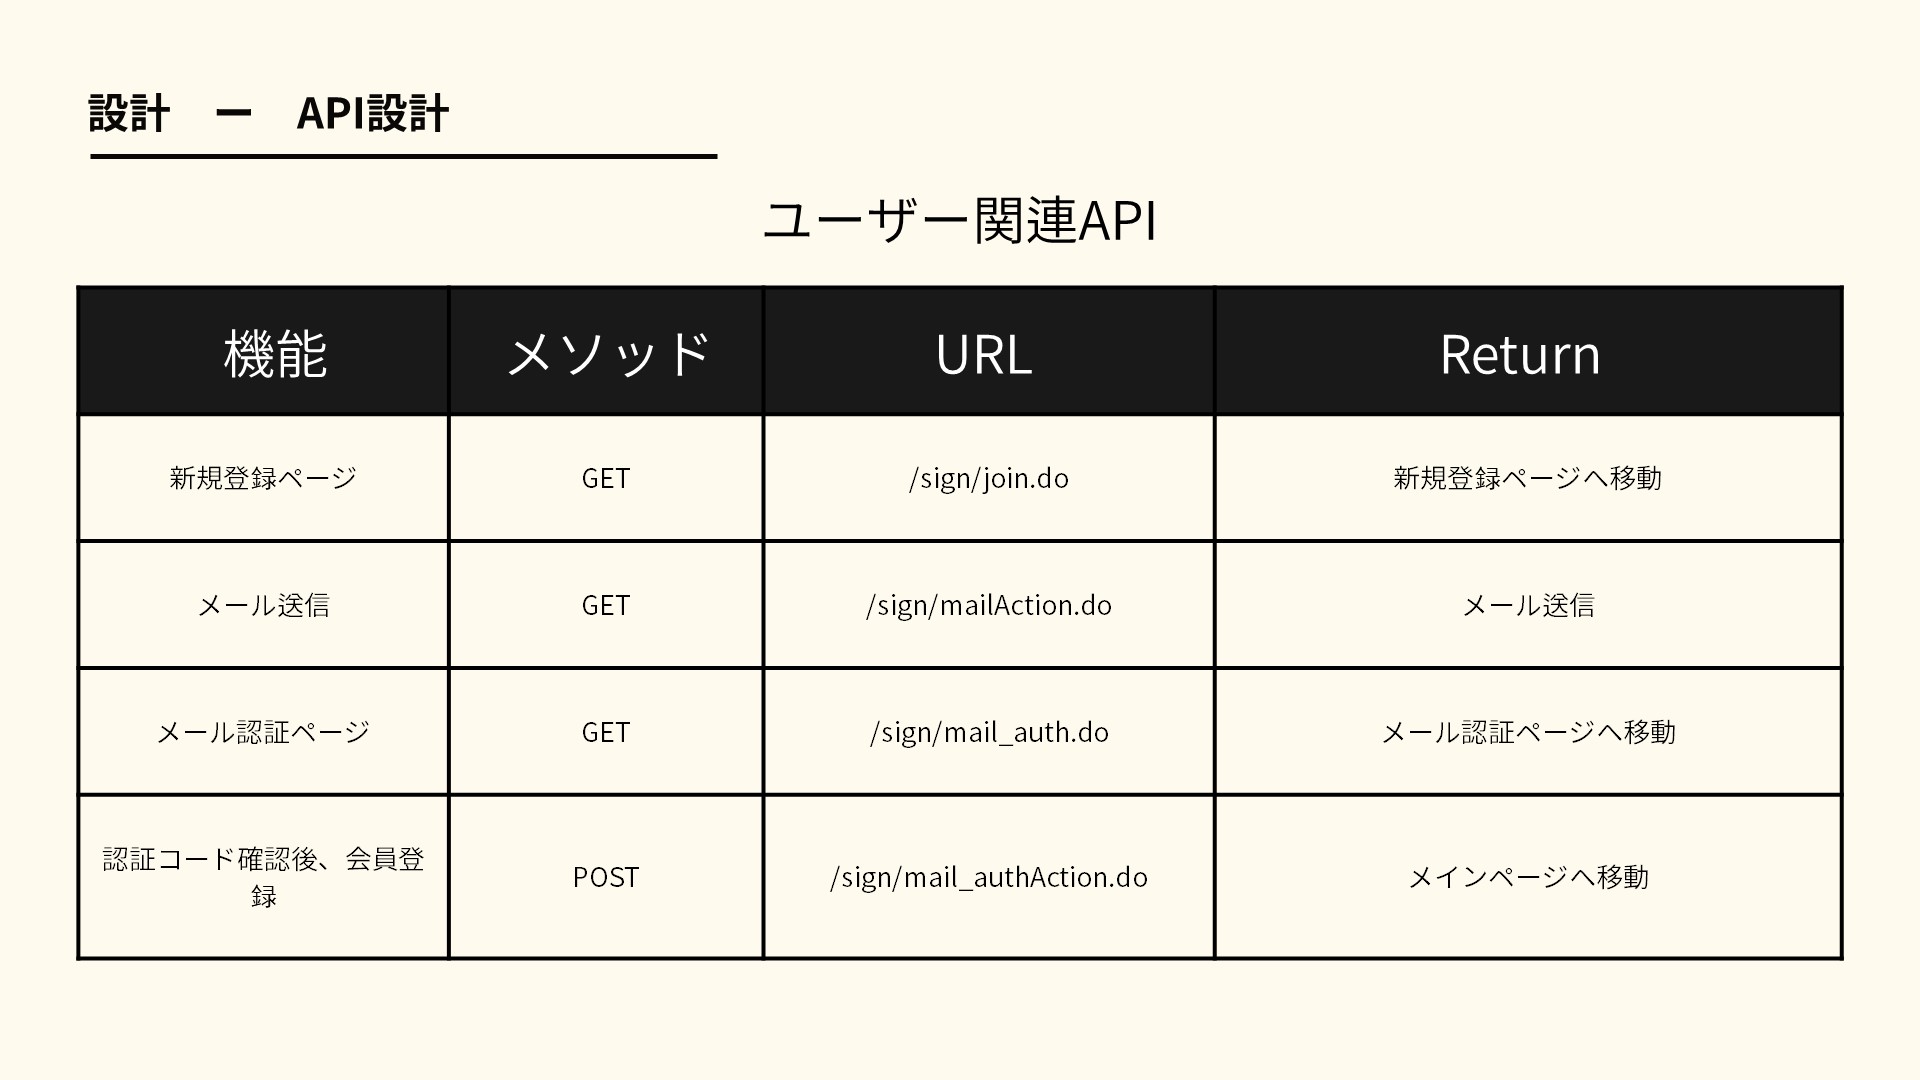 設計　ー　API設計
ユーザー関連API
機能 メソッド URL Return
新規登録ページ GET /sign/join.do 新規登録ページへ移動
メール送信 GET /sign/mailAction.do メール送信
メール認証ページ GET /sign/mail_auth.do メール認証ページへ移動
認証コード確認後、会員登
録 POST /sign/mail_authAction.do メインページへ移動